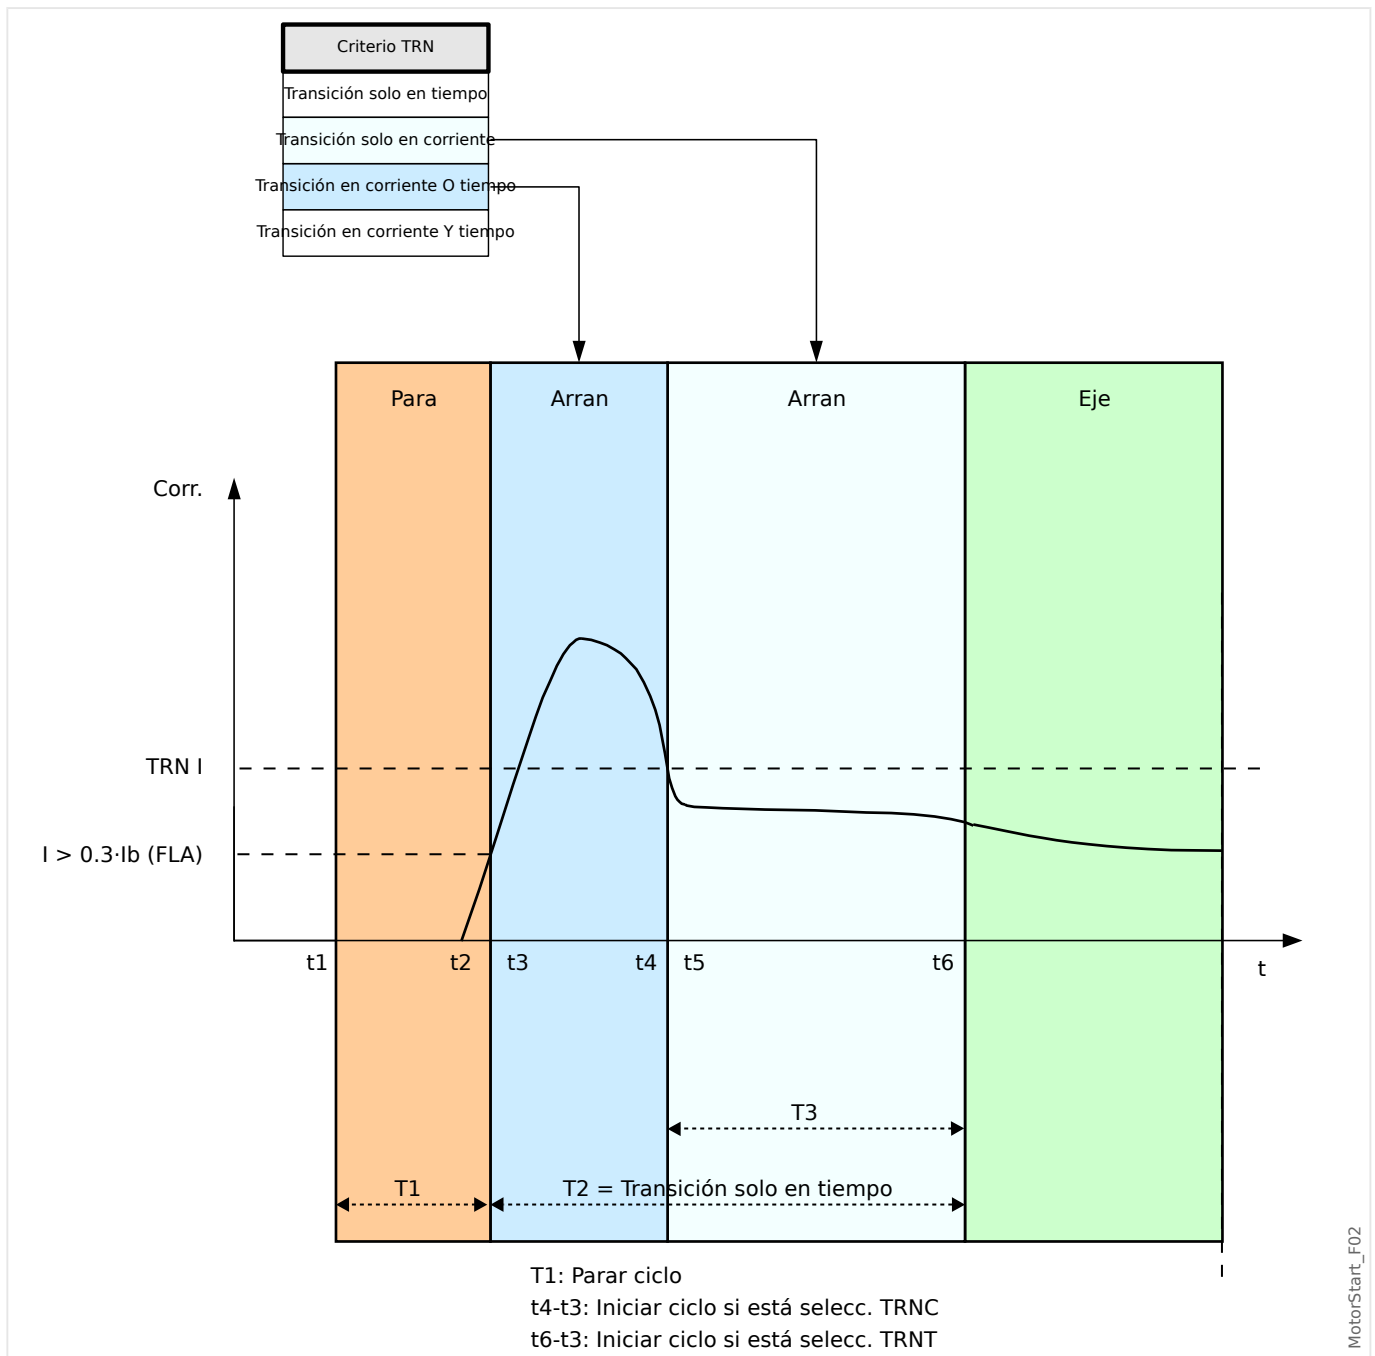 Criterio TRN
Transición solo en tiempo
Transición solo en corriente
Transición en corriente O tiempo
Transición en corriente Y tiempo
Para
Arran
Arran
Eje
Corr.
TRN I
I > 0.3·Ib (FLA)
t1
t2
t3
t4
t5
t6
t
T3
T1
T2 = Transición solo en tiempo
T1: Parar ciclo
t4-t3: Iniciar ciclo si está selecc. TRNC
t6-t3: Iniciar ciclo si está selecc. TRNT
MotorStart_F02